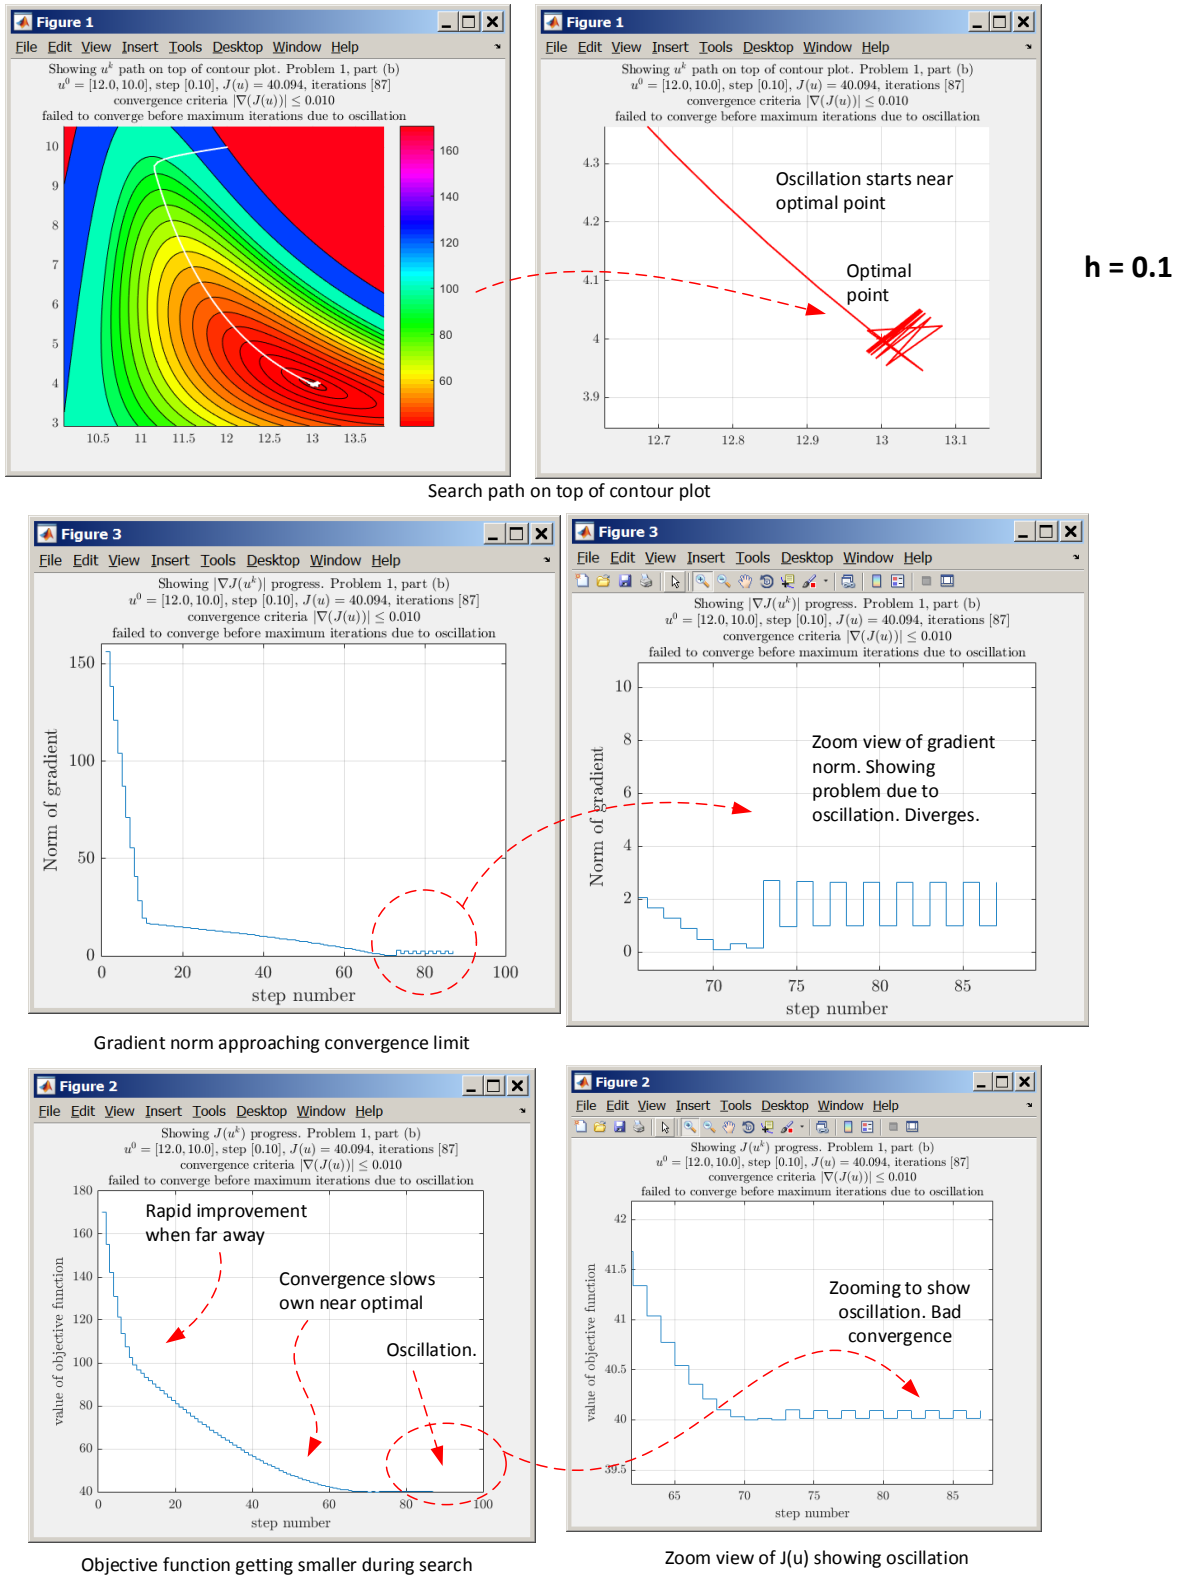 Figure 1
File Edit View Insert Tools Desktop Window Help
Showing u^k path on top of contour plot. Problem 1, part (b)
u^0 = [12.0, 10.0], step [0.10], J(u) = 40.094, iterations [87]
convergence criteria |∇(J(u))| ≤ 0.010
failed to converge before maximum iterations due to oscillation
10
9
8
7
6
5
4
3
10.5 11 11.5 12 12.5 13 13.5
160
140
120
100
80
60
Figure 1
File Edit View Insert Tools Desktop Window Help
Showing u^k path on top of contour plot. Problem 1, part (b)
u^0 = [12.0, 10.0], step [0.10], J(u) = 40.094, iterations [87]
convergence criteria |∇(J(u))| ≤ 0.010
failed to converge before maximum iterations due to oscillation
4.3
4.2
4.1
4
3.9
12.7 12.8 12.9 13 13.1
Oscillation starts near
optimal point
Optimal
point
h = 0.1
Search path on top of contour plot
Figure 3
File Edit View Insert Tools Desktop Window Help
Showing |∇J(u^k)| progress. Problem 1, part (b)
u^0 = [12.0, 10.0], step [0.10], J(u) = 40.094, iterations [87]
convergence criteria |∇(J(u))| ≤ 0.010
failed to converge before maximum iterations due to oscillation
Norm of gradient
150
100
50
0
0 20 40 60 80 100
step number
Figure 3
File Edit View Insert Tools Desktop Window Help
Showing |∇J(u^k)| progress. Problem 1, part (b)
u^0 = [12.0, 10.0], step [0.10], J(u) = 40.094, iterations [87]
convergence criteria |∇(J(u))| ≤ 0.010
failed to converge before maximum iterations due to oscillation
Norm of gradient
10
8
6
4
2
0
70 75 80 85
step number
Zoom view of gradient
norm. Showing
problem due to
oscillation. Diverges.
Gradient norm approaching convergence limit
Figure 2
File Edit View Insert Tools Desktop Window Help
Showing J(u^k) progress. Problem 1, part (b)
u^0 = [12.0, 10.0], step [0.10], J(u) = 40.094, iterations [87]
convergence criteria |∇(J(u))| ≤ 0.010
failed to converge before maximum iterations due to oscillation
value of objective function
180
160
140
120
100
80
60
40
0 20 40 60 80 100
step number
Rapid improvement
when far away
Convergence slows
own near optimal
Oscillation.
Figure 2
File Edit View Insert Tools Desktop Window Help
Showing J(u^k) progress. Problem 1, part (b)
u^0 = [12.0, 10.0], step [0.10], J(u) = 40.094, iterations [87]
convergence criteria |∇(J(u))| ≤ 0.010
failed to converge before maximum iterations due to oscillation
value of objective function
42
41.5
41
40.5
40
39.5
65 70 75 80 85
step number
Zooming to show
oscillation. Bad
convergence
Objective function getting smaller during search
Zoom view of J(u) showing oscillation